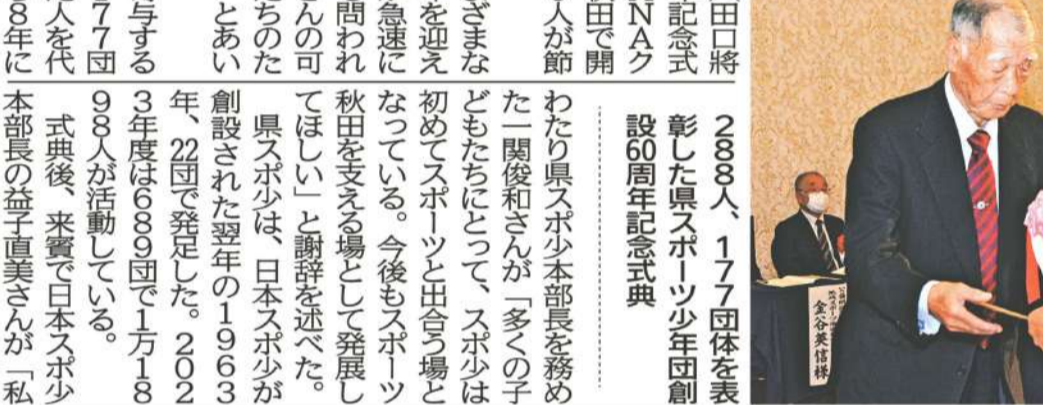 田口將
記念式
NAク
田で開
人が節
ざまな
を迎え
急速に
問われ
んの可
ちのた
とあい
与する
77団
人を代
8年に
288人、177団体を表
彰した県スポーツ少年団創
設60周年記念式典
わたり県スポ少本部長を務め
た一関俊和さんが「多くの子
どもたちにとって、スポ少は
初めてスポーツと出合う場と
なっている。今後もスポーツ
秋田を支える場として発展し
てほしい」と謝辞を述べた。
県スポ少は、日本スポ少が
創設された翌年の1963
年、22団で発足した。202
3年度は689団で1万18
98人が活動している。
式典後、来賓で日本スポ少
本部長の益子直美さんが「私
金谷英信様